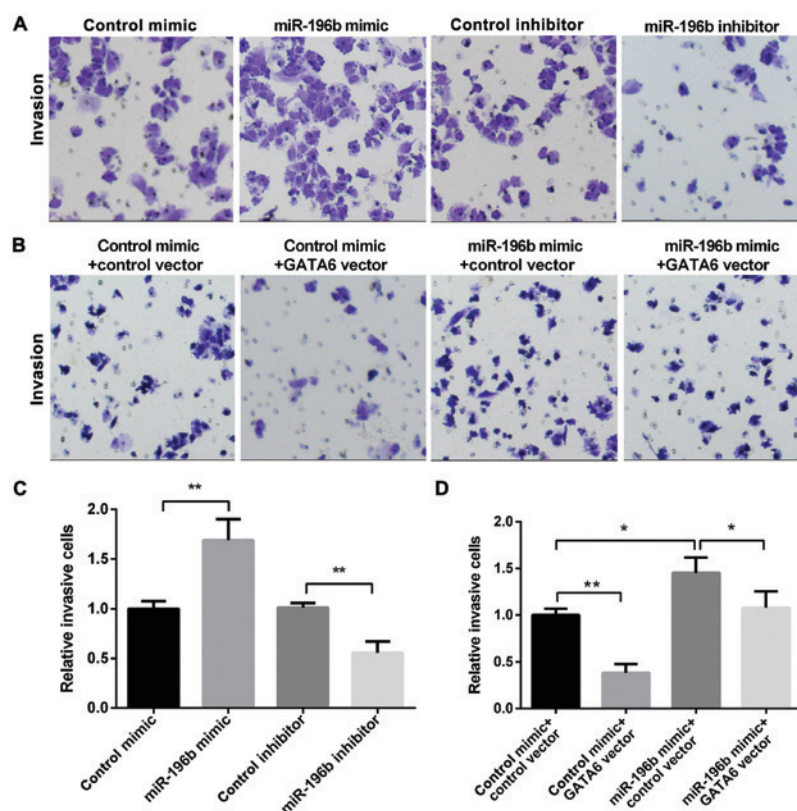 A
Control mimic
miR-196b mimic
Control inhibitor
miR-196b inhibitor
Invasion
B
Control mimic
+control vector
Control mimic
+GATA6 vector
miR-196b mimic
+control vector
miR-196b mimic
+GATA6 vector
Invasion
C
Relative invasive cells
2.0
1.5
1.0
0.5
0.0
**
**
Control mimic
miR-196b mimic
Control inhibitor
miR-196b inhibitor
D
Relative invasive cells
2.0
1.5
1.0
0.5
0.0
*
*
**
Control mimic+
control vector
Control mimic+
GATA6 vector
miR-196b mimic+
control vector
miR-196b mimic+
GATA6 vector